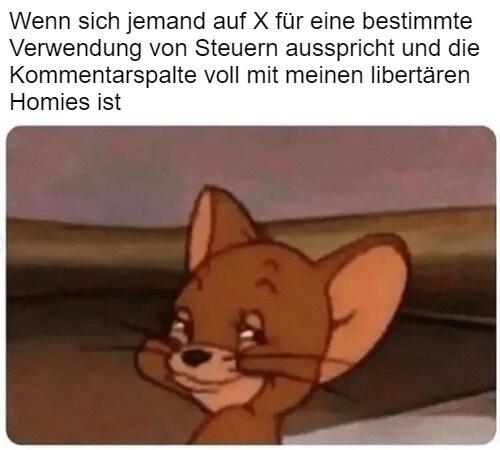 Wenn sich jemand auf X für eine bestimmte
Verwendung von Steuern ausspricht und die
Kommentarspalte voll mit meinen libertären
Homies ist